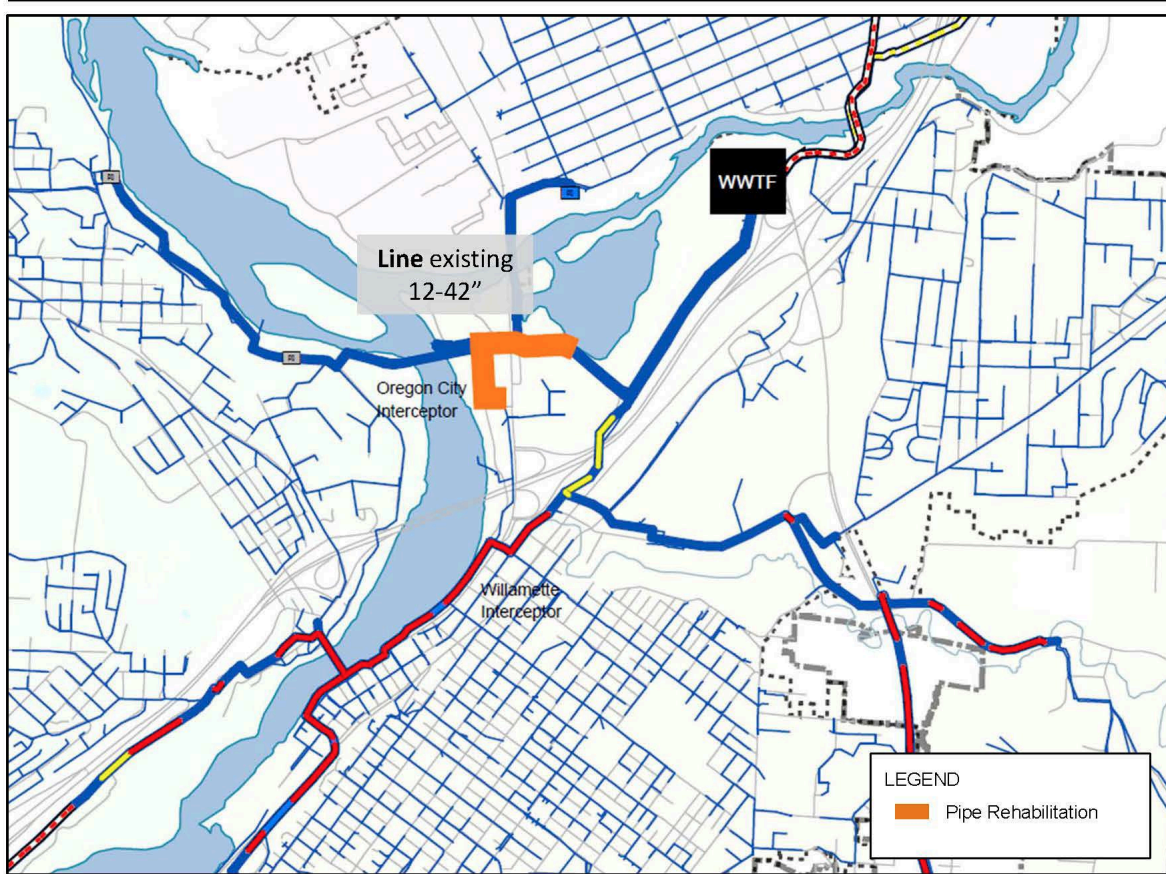 WWTF
Line existing
12-42”
Oregon City
Interceptor
Willamette
Interceptor
LEGEND
Pipe Rehabilitation